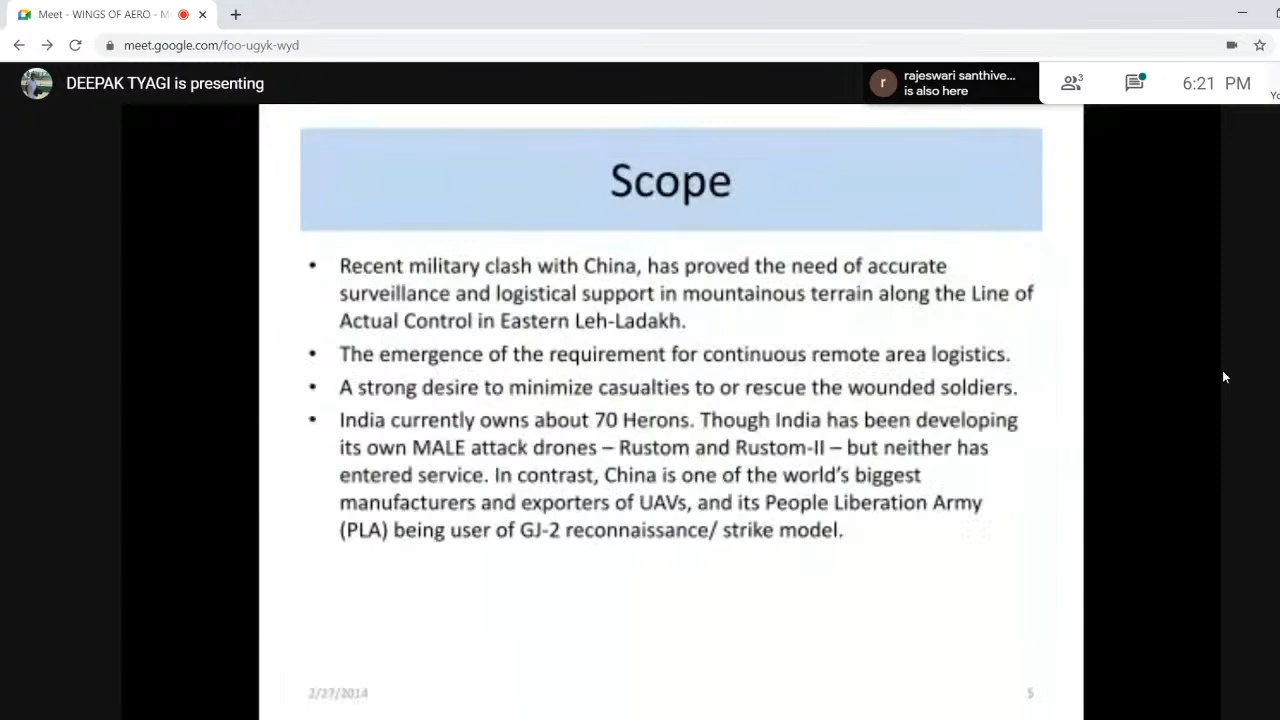 Meet - WINGS OF AERO - M
meet.google.com/foo-ugyk-wyd
DEEPAK TYAGI is presenting
r
rajeswari santhive...
is also here
3
6:21 PM
Yo
Scope
• Recent military clash with China, has proved the need of accurate
surveillance and logistical support in mountainous terrain along the Line of
Actual Control in Eastern Leh-Ladakh.
• The emergence of the requirement for continuous remote area logistics.
• A strong desire to minimize casualties to or rescue the wounded soldiers.
• India currently owns about 70 Herons. Though India has been developing
its own MALE attack drones – Rustom and Rustom-II – but neither has
entered service. In contrast, China is one of the world's biggest
manufacturers and exporters of UAVs, and its People Liberation Army
(PLA) being user of GJ-2 reconnaissance/ strike model.
2/27/2014
5